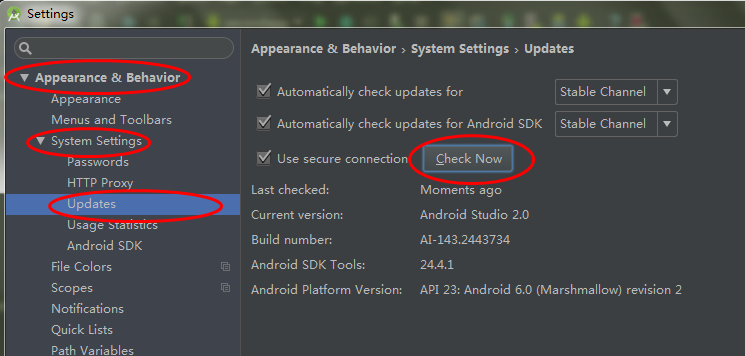 Settings
Appearance & Behavior
Appearance
Menus and Toolbars
System Settings
Passwords
HTTP Proxy
Updates
Usage Statistics
Android SDK
File Colors
Scopes
Notifications
Quick Lists
Path Variables
Appearance & Behavior › System Settings › Updates
Automatically check updates for Stable Channel
Automatically check updates for Android SDK Stable Channel
Use secure connection Check Now
Last checked: Moments ago
Current version: Android Studio 2.0
Build number: AI-143.2443734
Android SDK Tools: 24.4.1
Android Platform Version: API 23: Android 6.0 (Marshmallow) revision 2